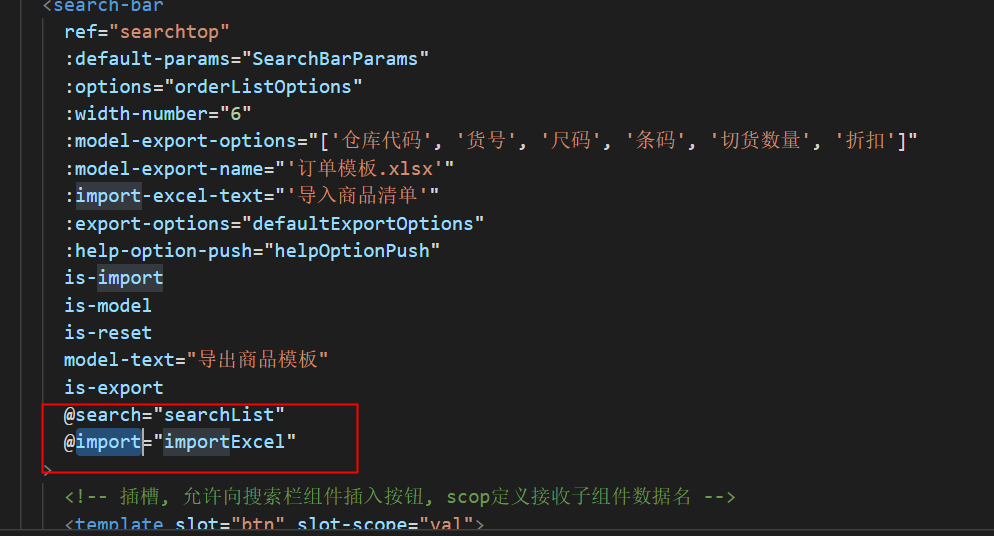 <search-bar
ref="searchtop"
:default-params="SearchBarParams"
:options="orderListOptions"
:width-number="6"
:model-export-options="['仓库代码', '货号', '尺码', '条码', '切货数量', '折扣']"
:model-export-name="'订单模板.xlsx'"
:import-excel-text="'导入商品清单'"
:export-options="defaultExportOptions"
:help-option-push="helpOptionPush"
is-import
is-model
is-reset
model-text="导出商品模板"
is-export
@search="searchList"
@import="importExcel"
>
<!-- 插槽, 允许向搜索栏组件插入按钮, scop定义接收子组件数据名 -->
<template slot="btn" slot-scope="val">